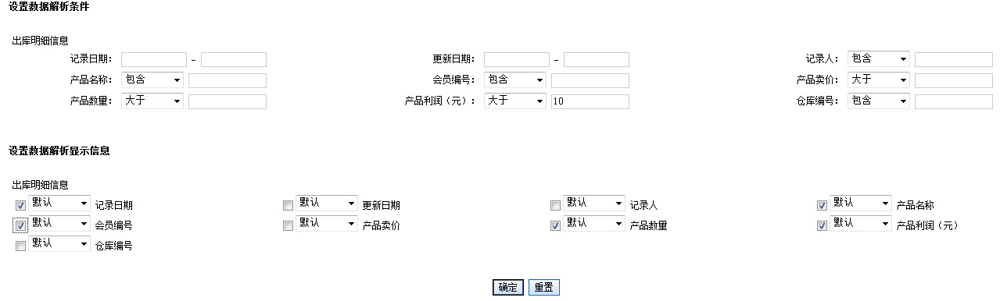 设置数据解析条件
出库明细信息
记录日期： - 更新日期： - 记录人： 包含
产品名称： 包含 会员编号： 包含 产品卖价： 大于
产品数量： 大于 产品利润（元）： 大于 10 仓库编号： 包含
设置数据解析显示信息
出库明细信息
默认 记录日期 默认 更新日期 默认 记录人 默认 产品名称
默认 会员编号 默认 产品卖价 默认 产品数量 默认 产品利润（元）
默认 仓库编号
确定 重置